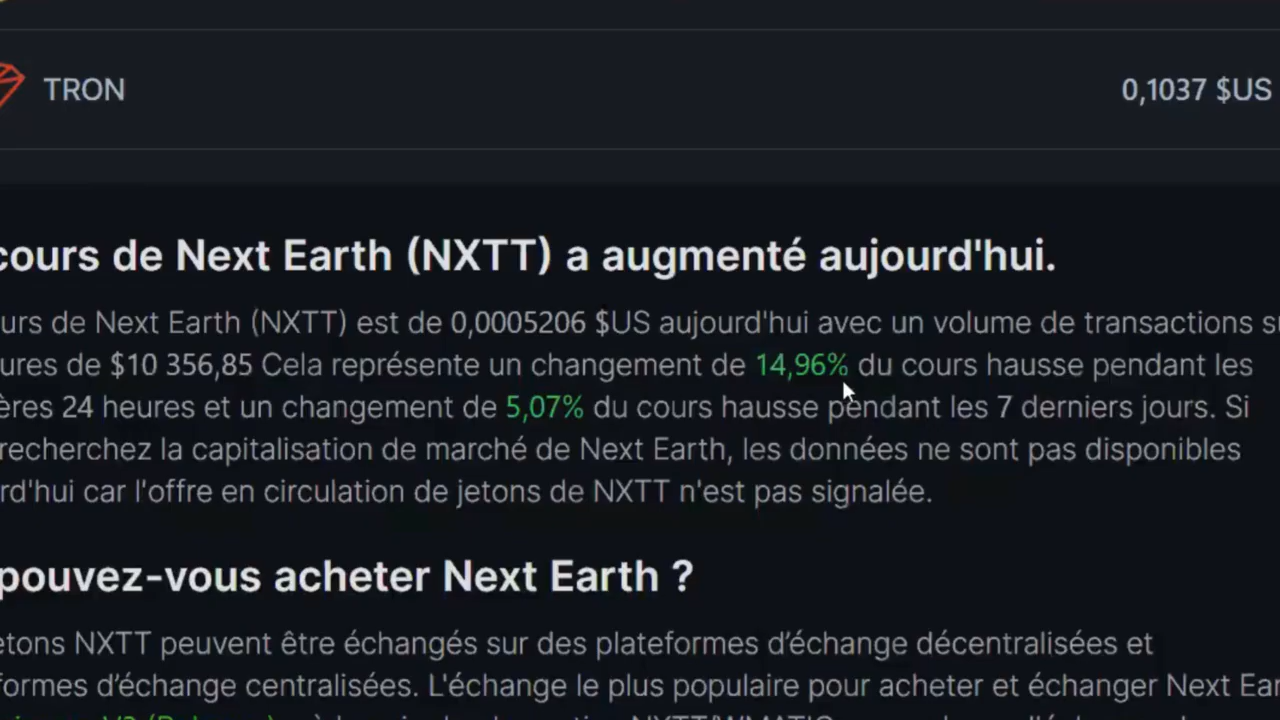 TRON 0,1037 $US
cours de Next Earth (NXTT) a augmenté aujourd'hui.
urs de Next Earth (NXTT) est de 0,0005206 $US aujourd'hui avec un volume de transactions
ures de $10 356,85 Cela représente un changement de 14,96% du cours hausse pendant les
ères 24 heures et un changement de 5,07% du cours hausse pendant les 7 derniers jours. Si
recherchez la capitalisation de marché de Next Earth, les données ne sont pas disponibles
rd'hui car l'offre en circulation de jetons de NXTT n'est pas signalée.
pouvez-vous acheter Next Earth ?
etons NXTT peuvent être échangés sur des plateformes d’échange décentralisées et
formes d’échange centralisées. L'échange le plus populaire pour acheter et échanger Next Ear